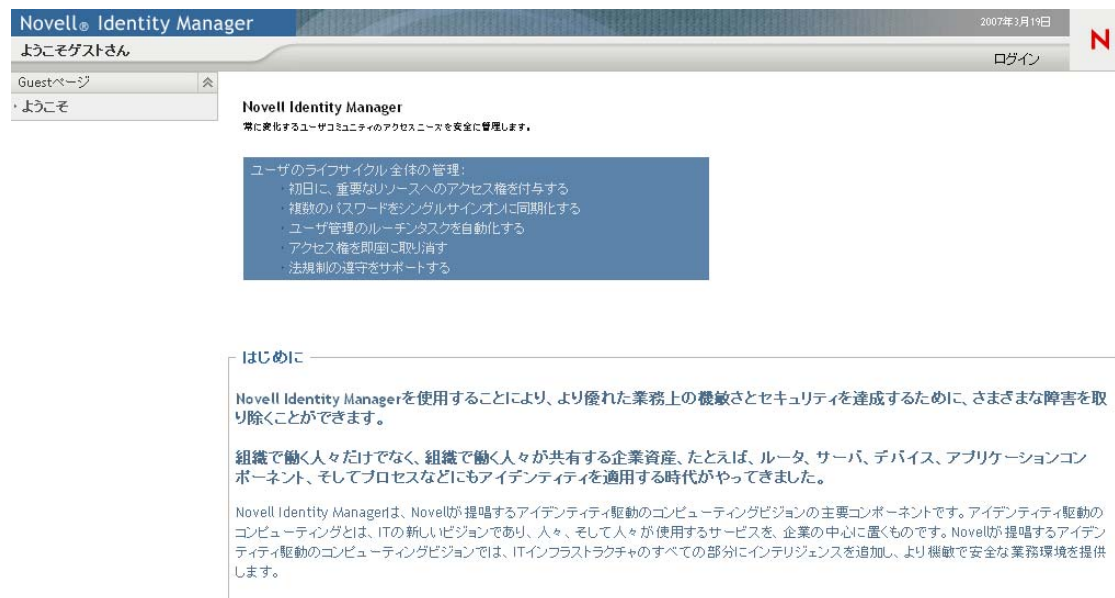 Novell® Identity Manager
2007年3月19日
N
ようこそゲストさん
ログイン
Guestページ
・ようこそ
Novell Identity Manager
常に変化するユーザコミュニティのアクセスニーズを安全に管理します。
ユーザのライフサイクル全体の管理:
・初日に、重要なリソースへのアクセス権を付与する
・複数のパスワードをシングルサインオンに同期化する
・ユーザ管理のルーチンタスクを自動化する
・アクセス権を即座に取り消す
・法規制の遵守をサポートする
はじめに
Novell Identity Managerを使用することにより、より優れた業務上の機敏さとセキュリティを達成するために、さまざまな障害を取
り除くことができます。
組織で働く人々だけでなく、組織で働く人々が共有する企業資産、たとえば、ルータ、サーバ、デバイス、アプリケーションコン
ポーネント、そしてプロセスなどにもアイデンティティを適用する時代がやってきました。
Novell Identity Managerは、Novellが提唱するアイデンティティ駆動のコンピューティングビジョンの主要コンポーネントです。アイデンティティ駆動の
コンピューティングとは、ITの新しいビジョンであり、人々、そして人々が使用するサービスを、企業の中心に置くものです。Novellが提唱するアイデン
ティティ駆動のコンピューティングビジョンでは、ITインフラストラクチャのすべての部分にインテリジェンスを追加し、より機敏で安全な業務環境を提供
します。